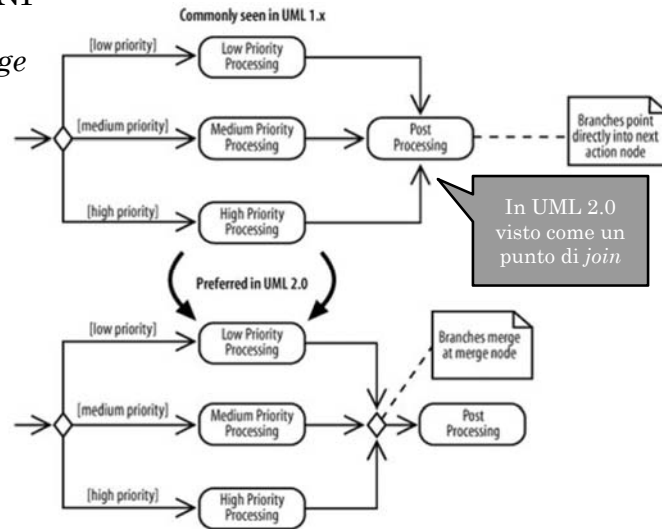 ge
Commonly seen in UML 1.x
[low priority]
Low Priority
Processing
[medium priority]
Medium Priority
Processing
Post
Processing
Branches point
directly into next
action node
[high priority]
High Priority
Processing
In UML 2.0
visto come un
punto di join
Preferred in UML 2.0
[low priority]
Low Priority
Processing
Branches merge
at merge node
[medium priority]
Medium Priority
Processing
Post
Processing
[high priority]
High Priority
Processing